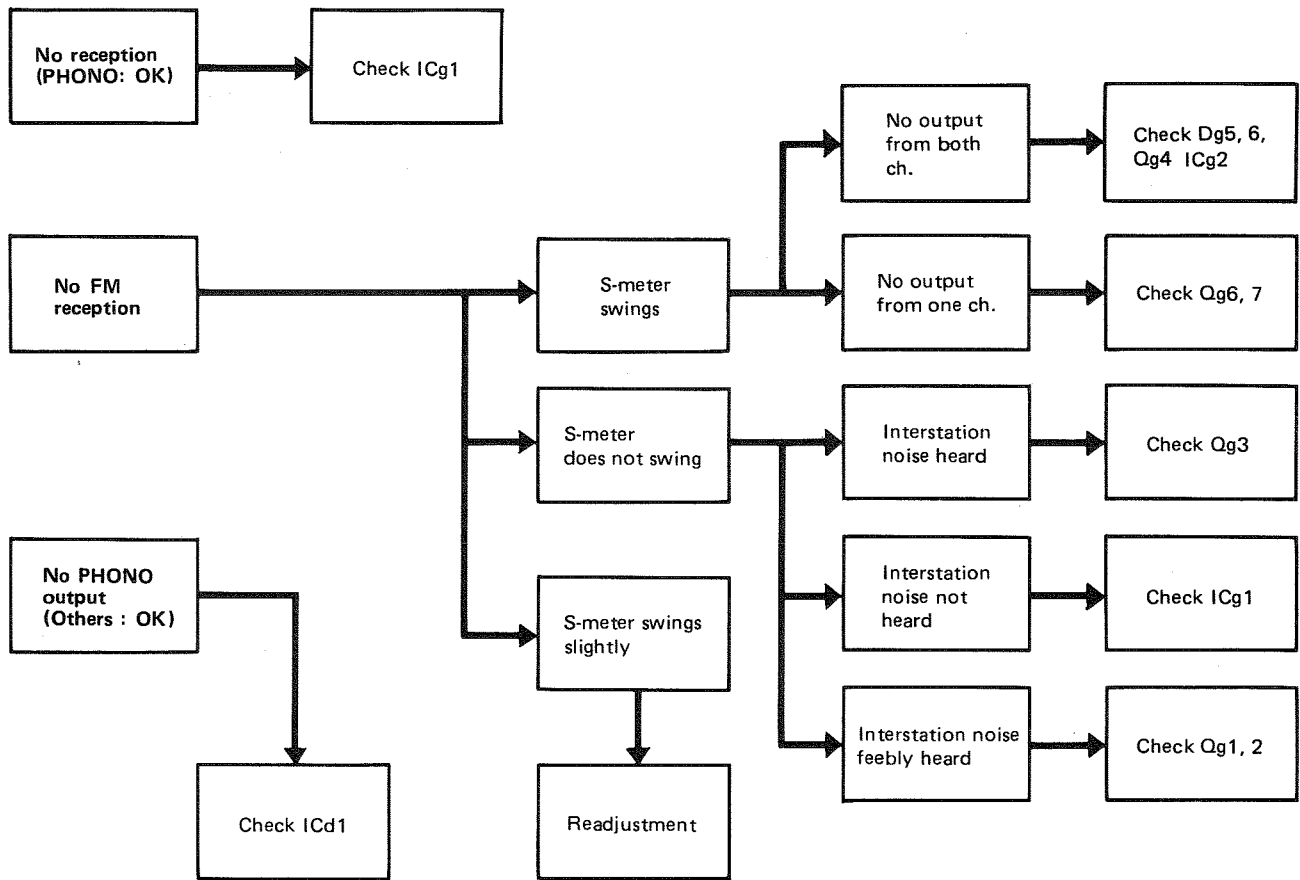 No reception
(PHONO: OK)
Check ICg1
No output
from both
ch.
Check Dg5, 6,
Qg4 ICg2
No FM
reception
S-meter
swings
No output
from one ch.
Check Qg6, 7
S-meter
does not swing
Interstation
noise heard
Check Qg3
No PHONO
output
(Others : OK)
S-meter swings
slightly
Interstation
noise not
heard
Check ICg1
Interstation noise
feebly heard
Check Qg1, 2
Check ICd1
Readjustment